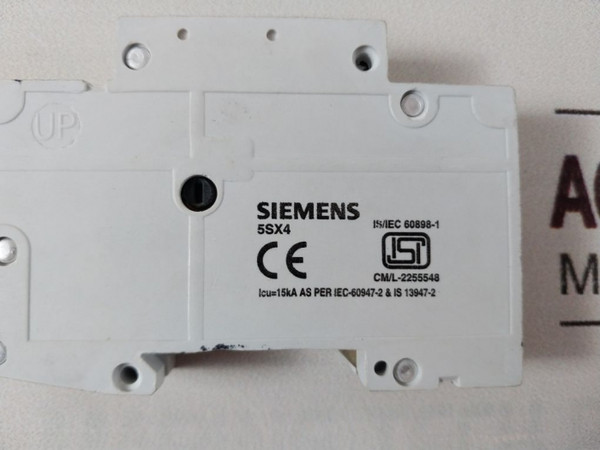 UP
SIEMENS
5SX4
IS/IEC 60898-1
CE
ISI
CM/L-2255548
Icu=15kA AS PER IEC-60947-2 & IS 13947-2